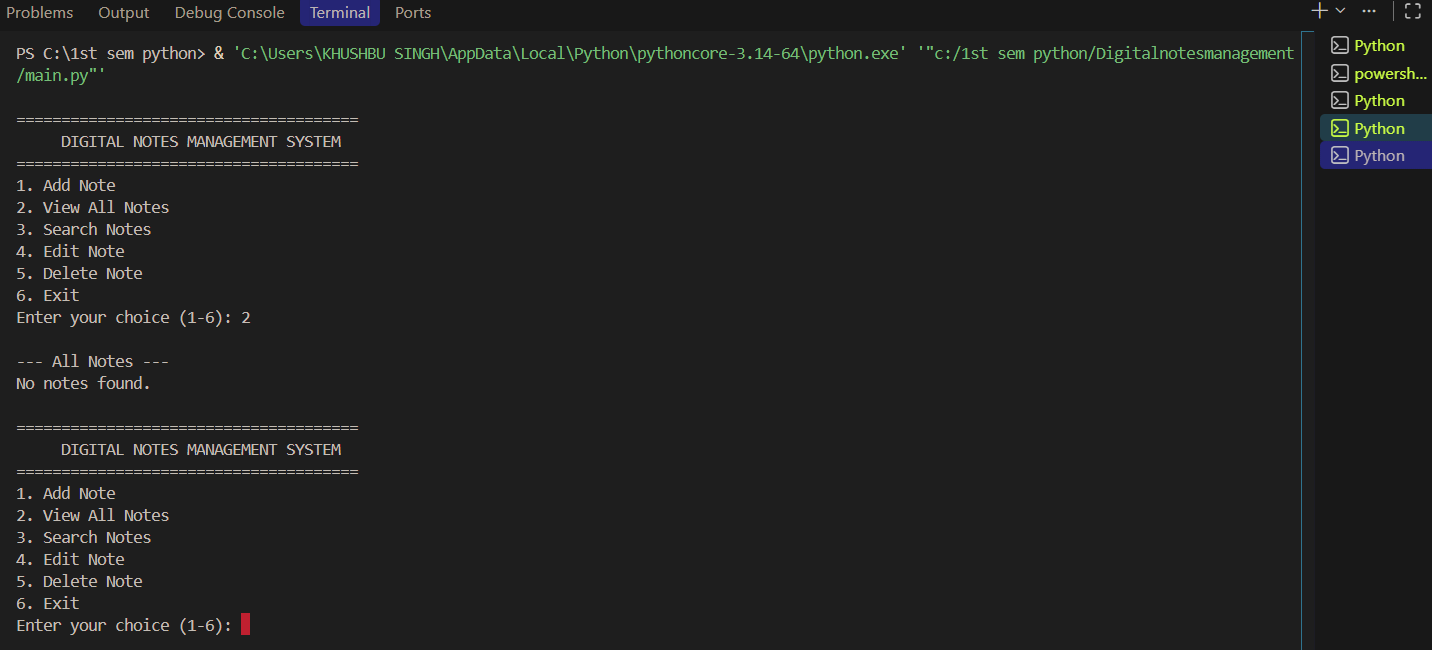 Problems Output Debug Console Terminal Ports
PS C:\1st sem python> & 'C:\Users\KHUSHBU SINGH\AppData\Local\Python\pythoncore-3.14-64\python.exe' '"c:/1st sem python/Digitalnotesmanagement
/main.py"'
======================================
DIGITAL NOTES MANAGEMENT SYSTEM
======================================
1. Add Note
2. View All Notes
3. Search Notes
4. Edit Note
5. Delete Note
6. Exit
Enter your choice (1-6): 2
--- All Notes ---
No notes found.
======================================
DIGITAL NOTES MANAGEMENT SYSTEM
======================================
1. Add Note
2. View All Notes
3. Search Notes
4. Edit Note
5. Delete Note
6. Exit
Enter your choice (1-6):
Python
powersh...
Python
Python
Python